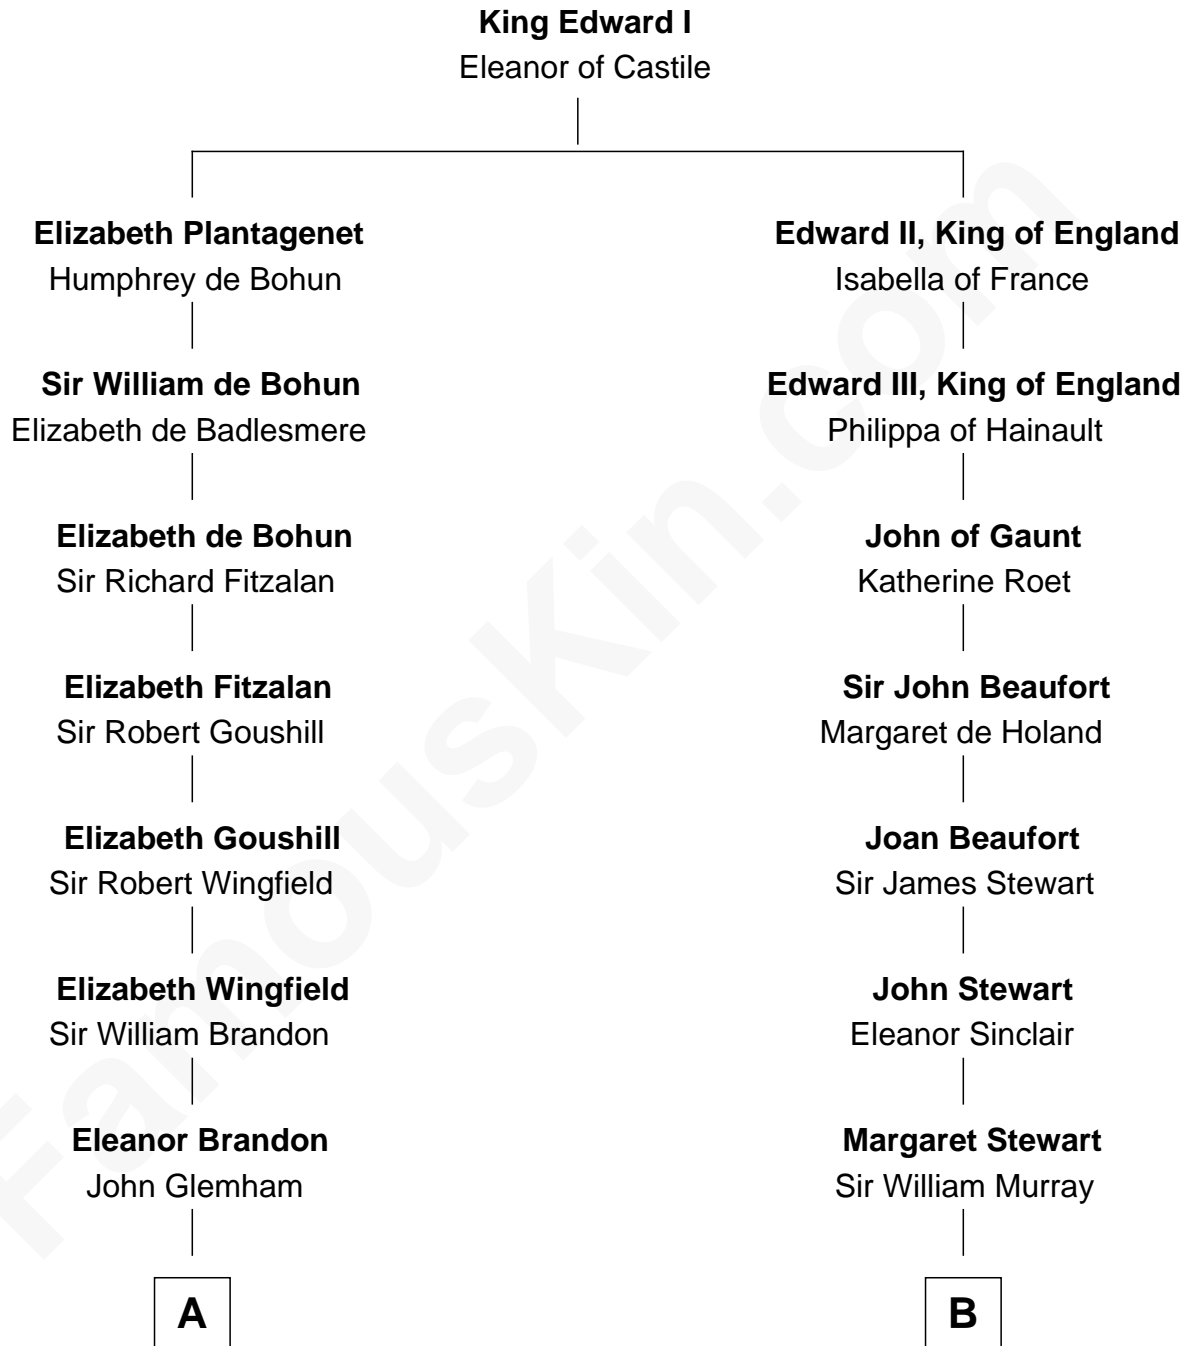 King Edward I
Eleanor of Castile
Elizabeth Plantagenet
Humphrey de Bohun
Edward II, King of England
Isabella of France
Sir William de Bohun
Elizabeth de Badlesmere
Edward III, King of England
Philippa of Hainault
Elizabeth de Bohun
Sir Richard Fitzalan
John of Gaunt
Katherine Roet
Elizabeth Fitzalan
Sir Robert Goushill
Sir John Beaufort
Margaret de Holand
Elizabeth Goushill
Sir Robert Wingfield
Joan Beaufort
Sir James Stewart
Elizabeth Wingfield
Sir William Brandon
John Stewart
Eleanor Sinclair
Eleanor Brandon
John Glemham
Margaret Stewart
Sir William Murray
A
B
FamousKin.com